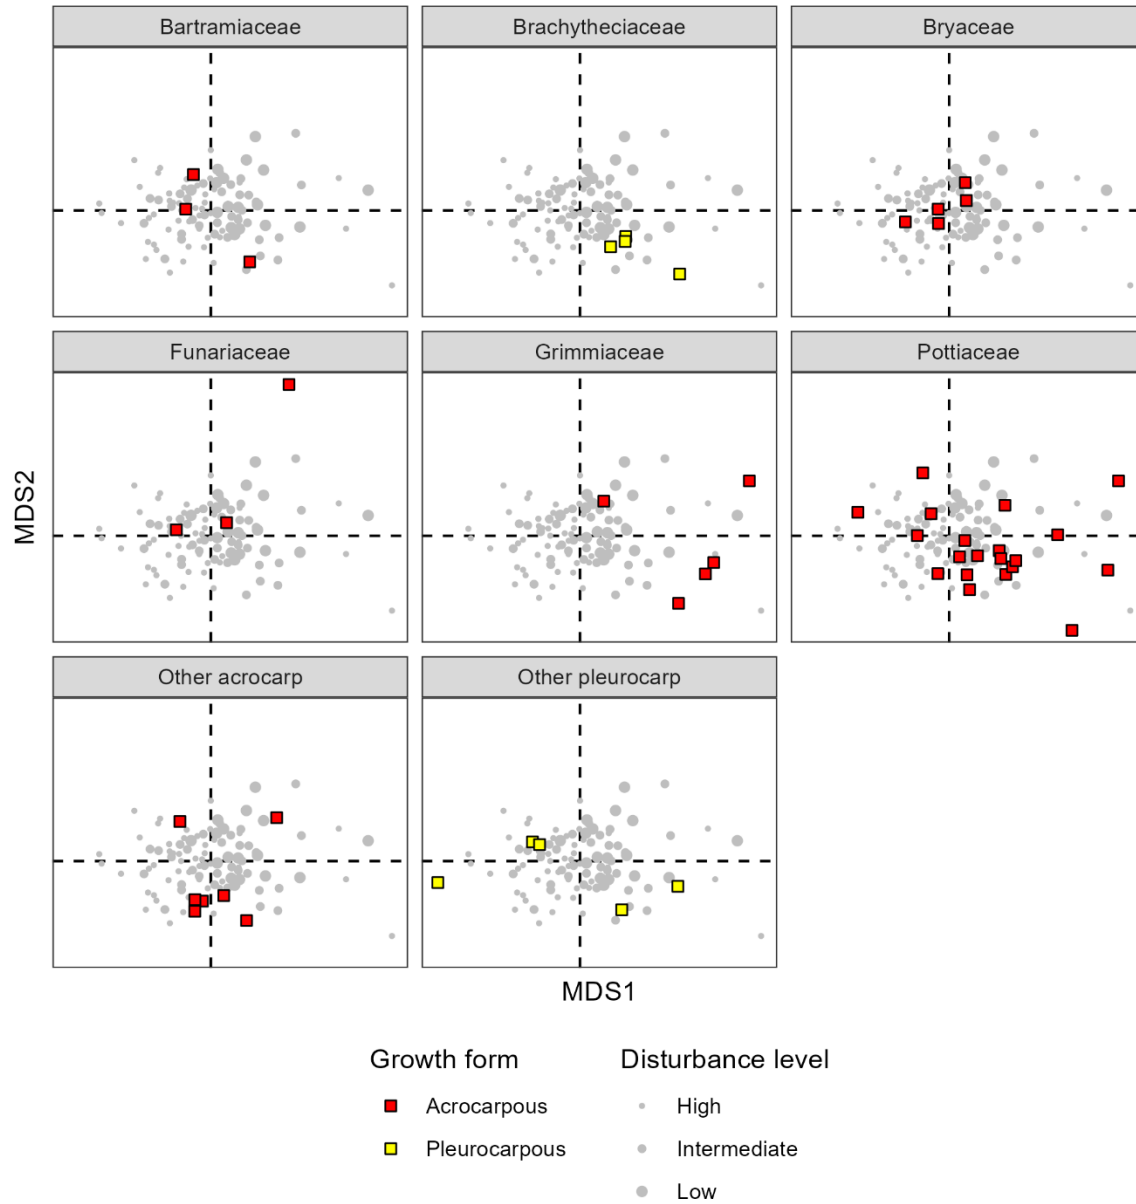 Bartramiaceae
Brachytheciaceae
Bryaceae
Funariaceae
Grimmiaceae
Pottiaceae
MDS2
Other acrocarp
Other pleurocarp
MDS1
Growth form
Acrocarpous
Pleurocarpous
Disturbance level
High
Intermediate
Low